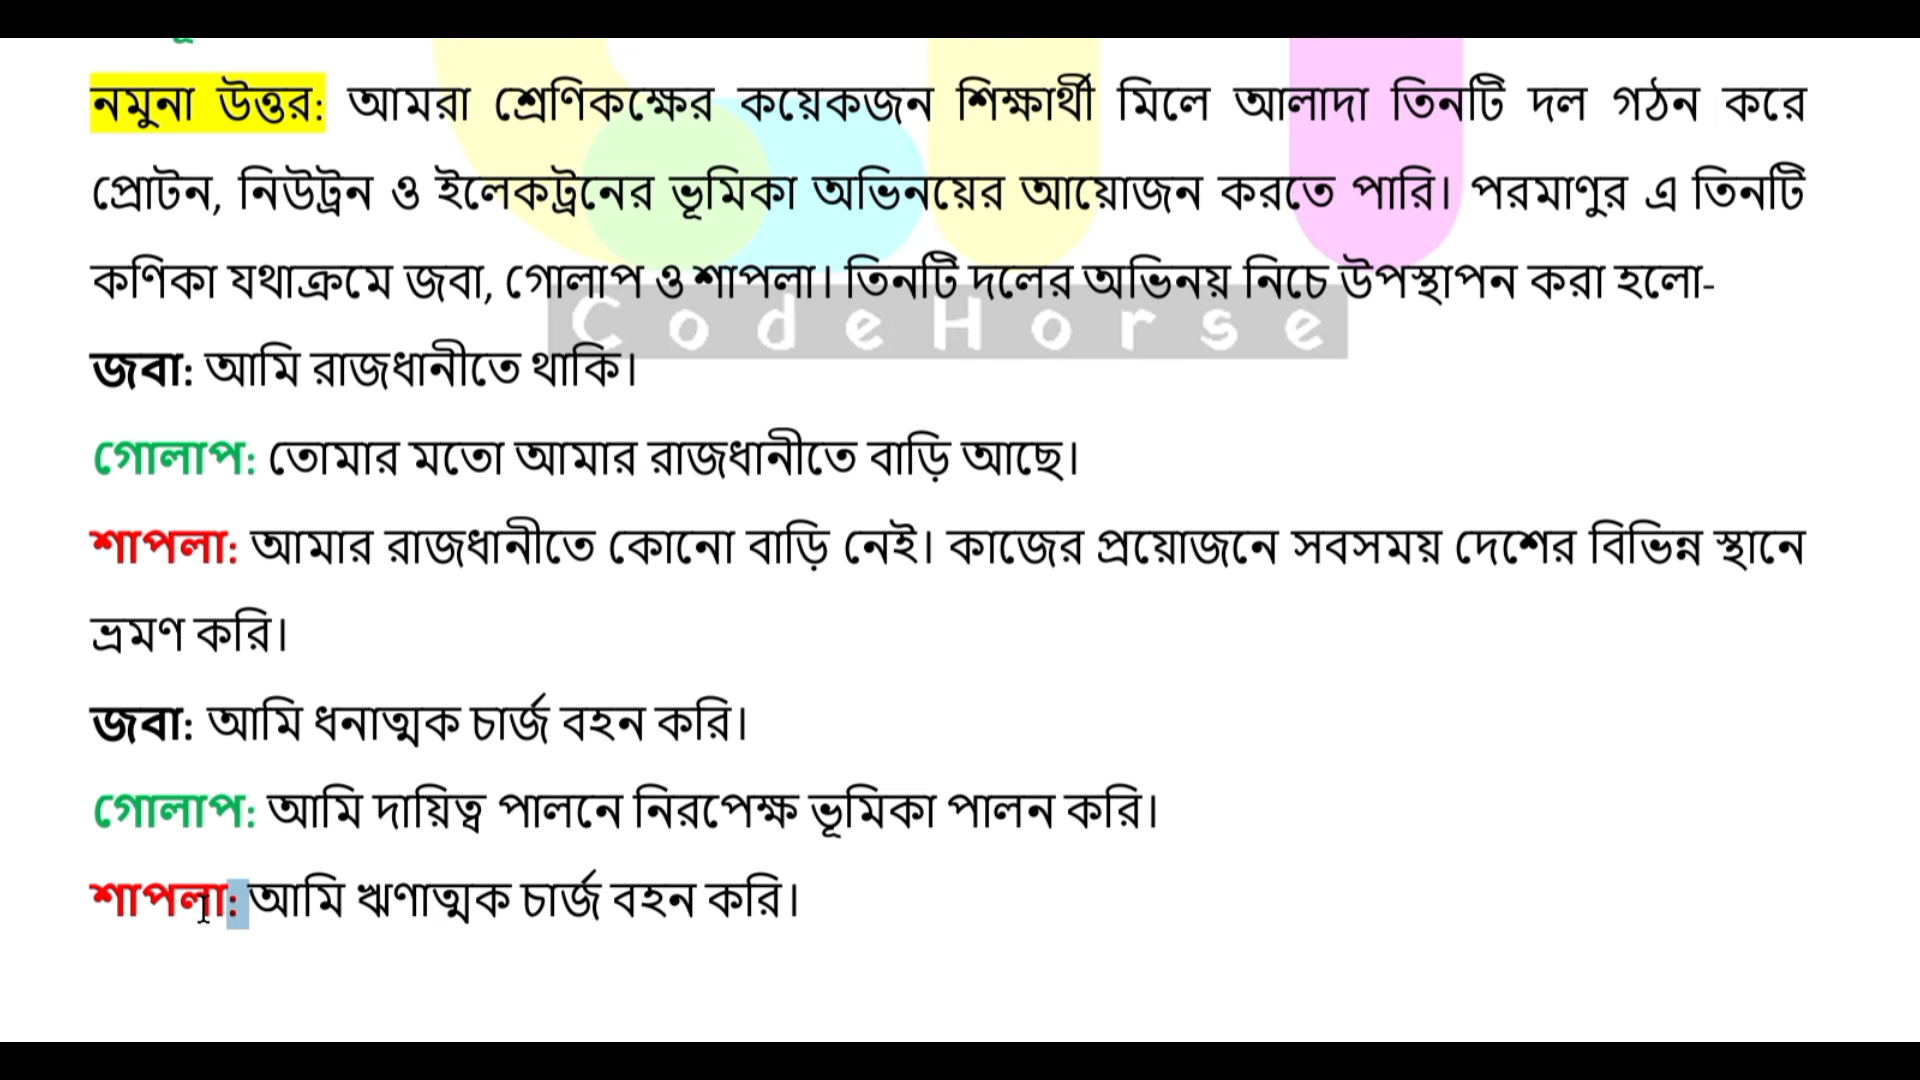 নমুনা উত্তর: আমরা শ্রেণিকক্ষের কয়েকজন শিক্ষার্থী মিলে আলাদা তিনটি দল গঠন করে
প্রোটন, নিউট্রন ও ইলেকট্রনের ভূমিকা অভিনয়ের আয়োজন করতে পারি। পরমাণুর এ তিনটি
কণিকা যথাক্রমে জবা, গোলাপ ও শাপলা। তিনটি দলের অভিনয় নিচে উপস্থাপন করা হলো-
CodeHorse
জবা: আমি রাজধানীতে থাকি।
গোলাপ: তোমার মতো আমার রাজধানীতে বাড়ি আছে।
শাপলা: আমার রাজধানীতে কোনো বাড়ি নেই। কাজের প্রয়োজনে সবসময় দেশের বিভিন্ন স্থানে
ভ্রমণ করি।
জবা: আমি ধনাত্মক চার্জ বহন করি।
গোলাপ: আমি দায়িত্ব পালনে নিরপেক্ষ ভূমিকা পালন করি।
শাপলা: আমি ঋণাত্মক চার্জ বহন করি।